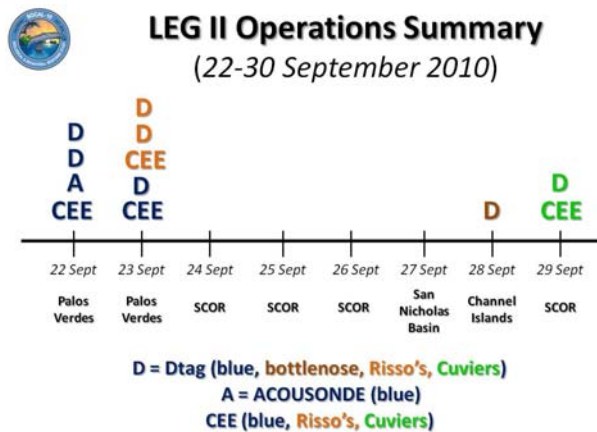 LEG II Operations Summary
(22-30 September 2010)
D
D D
D CEE
A D D
CEE CEE D CEE
22 Sept 23 Sept 24 Sept 25 Sept 26 Sept 27 Sept 28 Sept 29 Sept
Palos Verdes Palos Verdes SCOR SCOR SCOR San Nicholas Basin Channel Islands SCOR
D = Dtag (blue, bottlenose, Risso's, Cuviers)
A = ACOUSONDE (blue)
CEE (blue, Risso's, Cuviers)